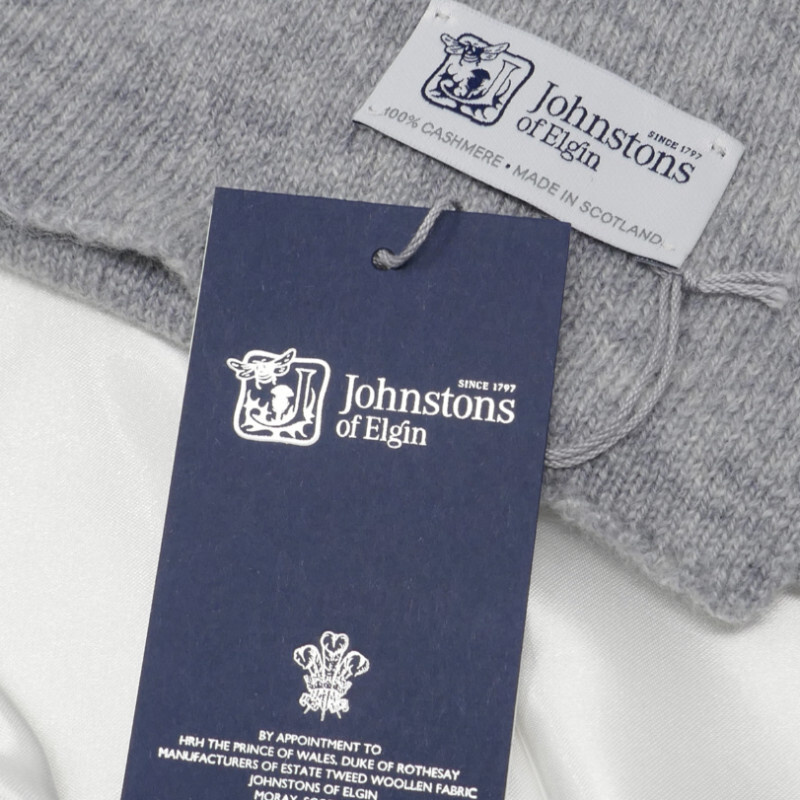 Johnstons
of Elgin
SINCE 1797
100% CASHMERE • MADE IN SCOTLAND.
SINCE 1797
Johnstons
of Elgin
BY APPOINTMENT TO
HRH THE PRINCE OF WALES, DUKE OF ROTHESAY
MANUFACTURERS OF ESTATE TWEED WOOLLEN FABRIC
JOHNSTONS OF ELGIN
MORAY,